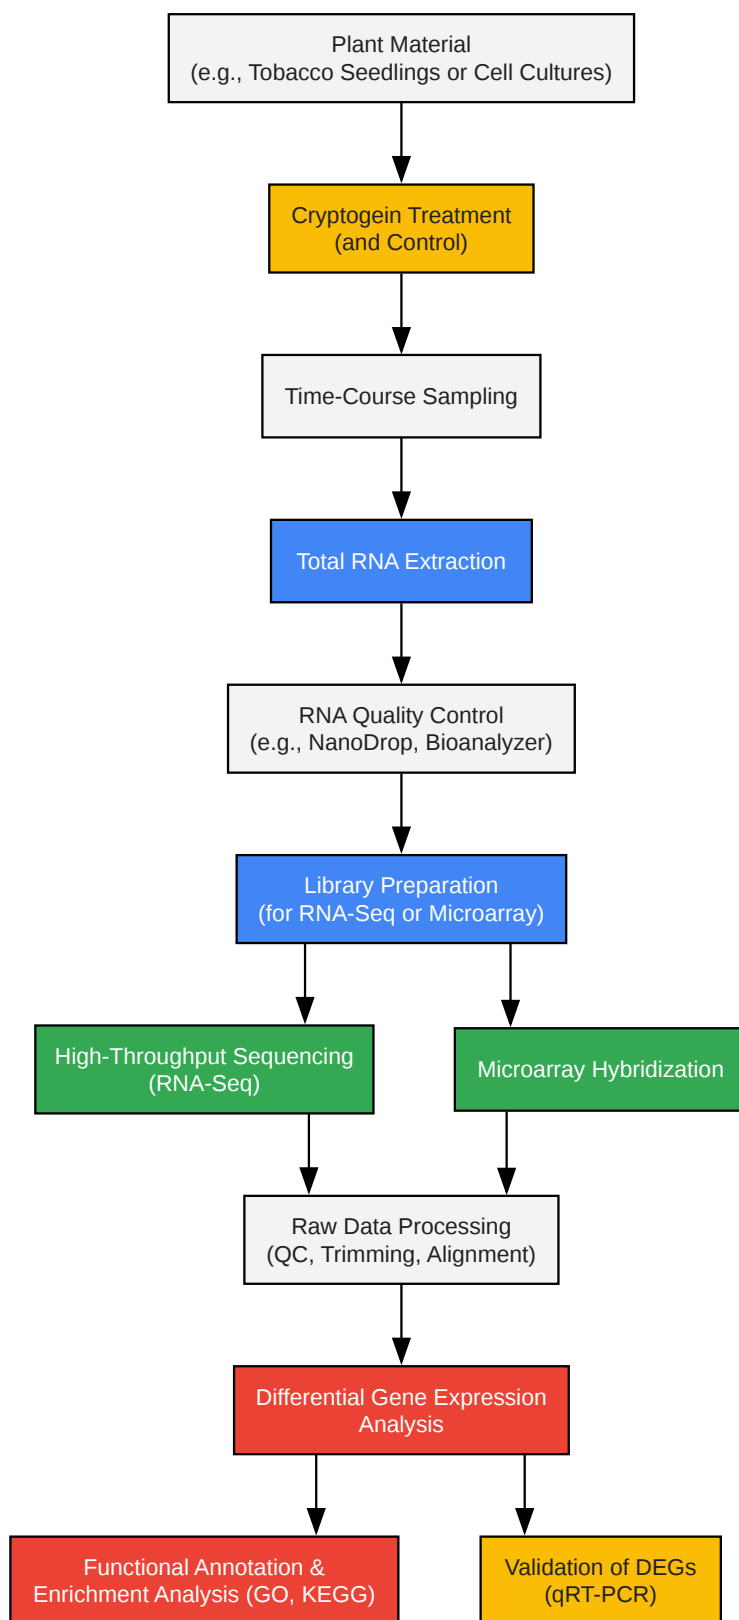 Plant Material
(e.g., Tobacco Seedlings or Cell Cultures)
Cryptogein Treatment
(and Control)
Time-Course Sampling
Total RNA Extraction
RNA Quality Control
(e.g., NanoDrop, Bioanalyzer)
Library Preparation
(for RNA-Seq or Microarray)
High-Throughput Sequencing
(RNA-Seq)
Microarray Hybridization
Raw Data Processing
(QC, Trimming, Alignment)
Differential Gene Expression
Analysis
Functional Annotation &
Enrichment Analysis (GO, KEGG)
Validation of DEGs
(qRT-PCR)